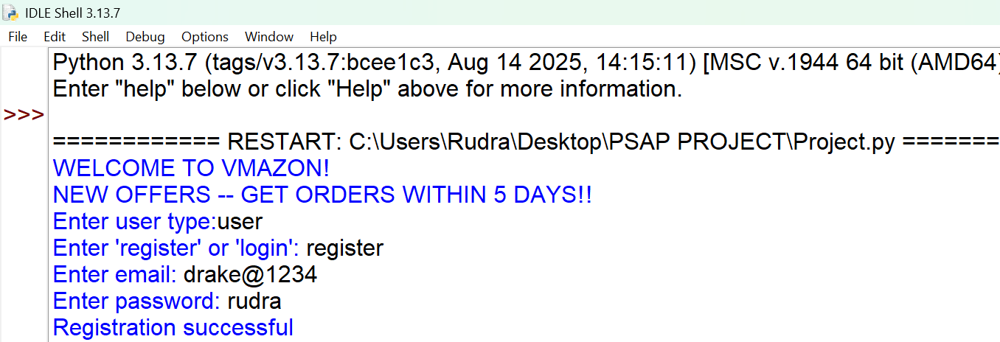 IDLE Shell 3.13.7
File Edit Shell Debug Options Window Help
Python 3.13.7 (tags/v3.13.7:bcee1c3, Aug 14 2025, 14:15:11) [MSC v.1944 64 bit (AMD64)
Enter "help" below or click "Help" above for more information.
>>>
============ RESTART: C:\Users\Rudra\Desktop\PSAP PROJECT\Project.py =======
WELCOME TO VMAZON!
NEW OFFERS -- GET ORDERS WITHIN 5 DAYS!!
Enter user type:user
Enter 'register' or 'login': register
Enter email: drake@1234
Enter password: rudra
Registration successful